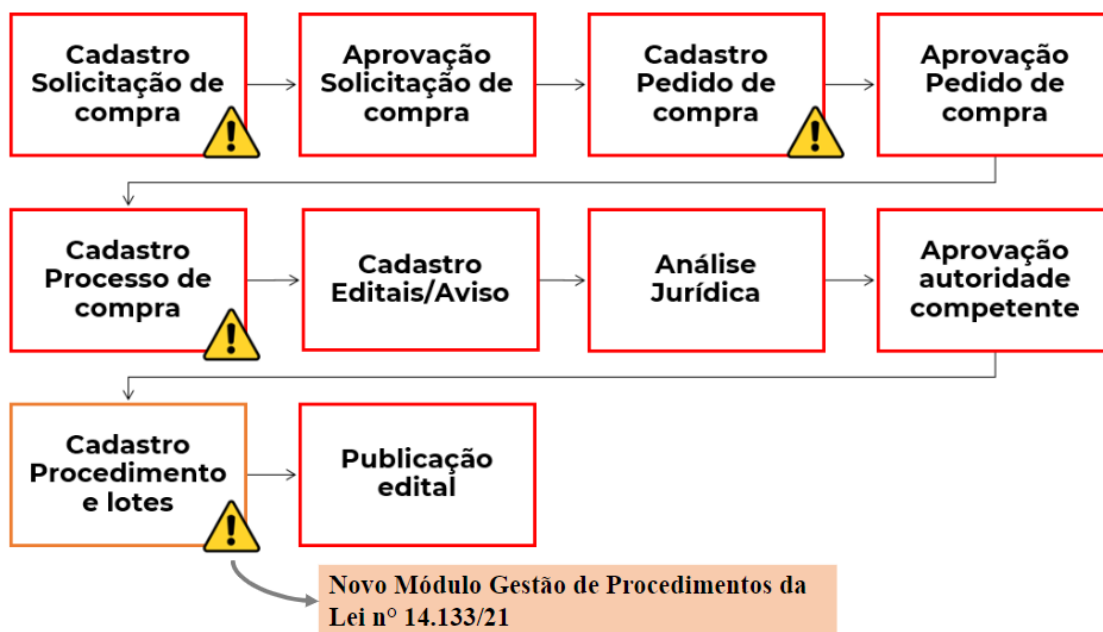 Cadastro
Solicitação de
compra
Aprovação
Solicitação de
compra
Cadastro
Pedido de
compra
Aprovação
Pedido de
compra
Cadastro
Processo de
compra
Cadastro
Editais/Aviso
Análise
Jurídica
Aprovação
autoridade
competente
Cadastro
Procedimento
e lotes
Publicação
edital
Novo Módulo Gestão de Procedimentos da
Lei n° 14.133/21